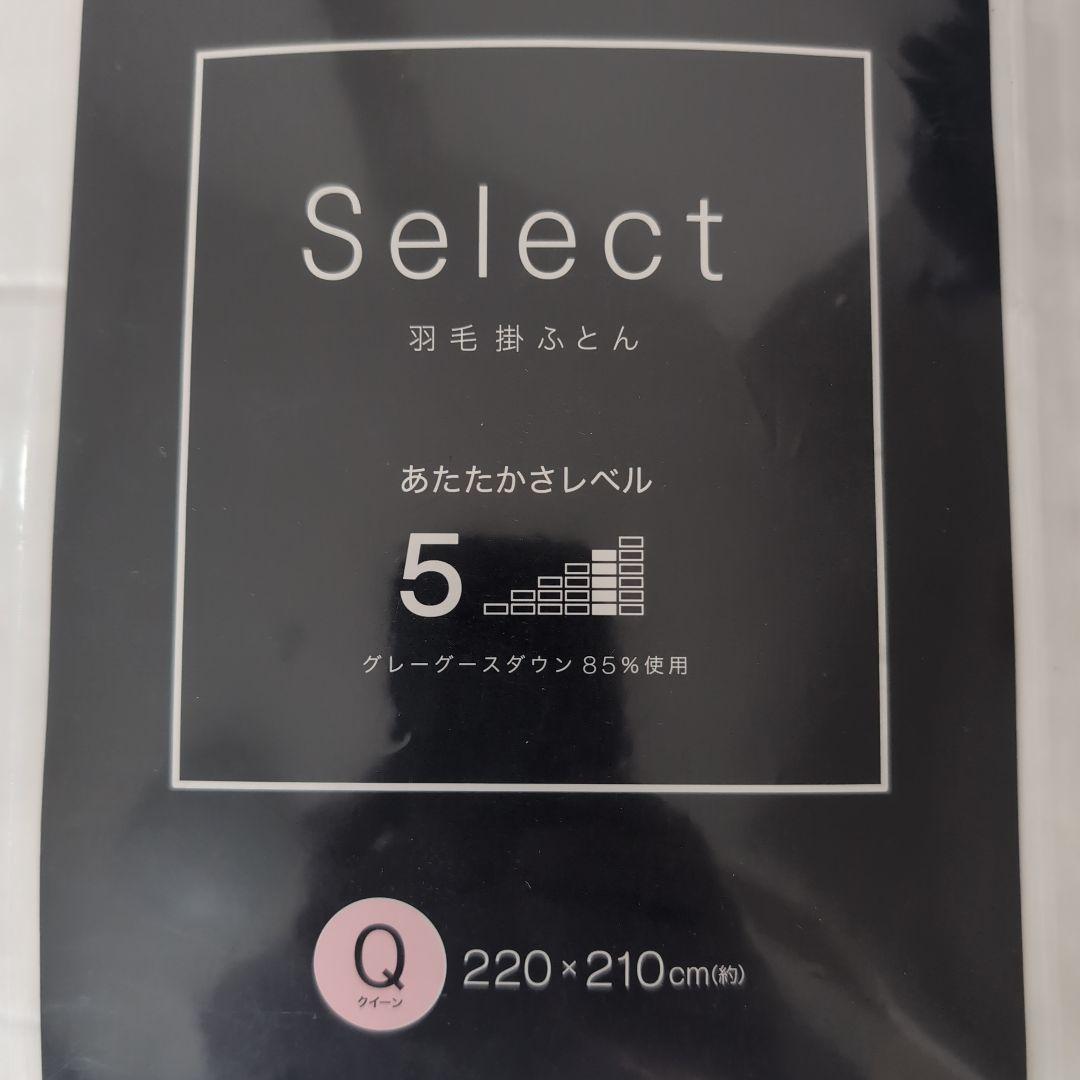 Select
羽毛掛ふとん
あたたかさレベル
5
グレーグースダウン85%使用
Q
クイーン
220×210cm(約)